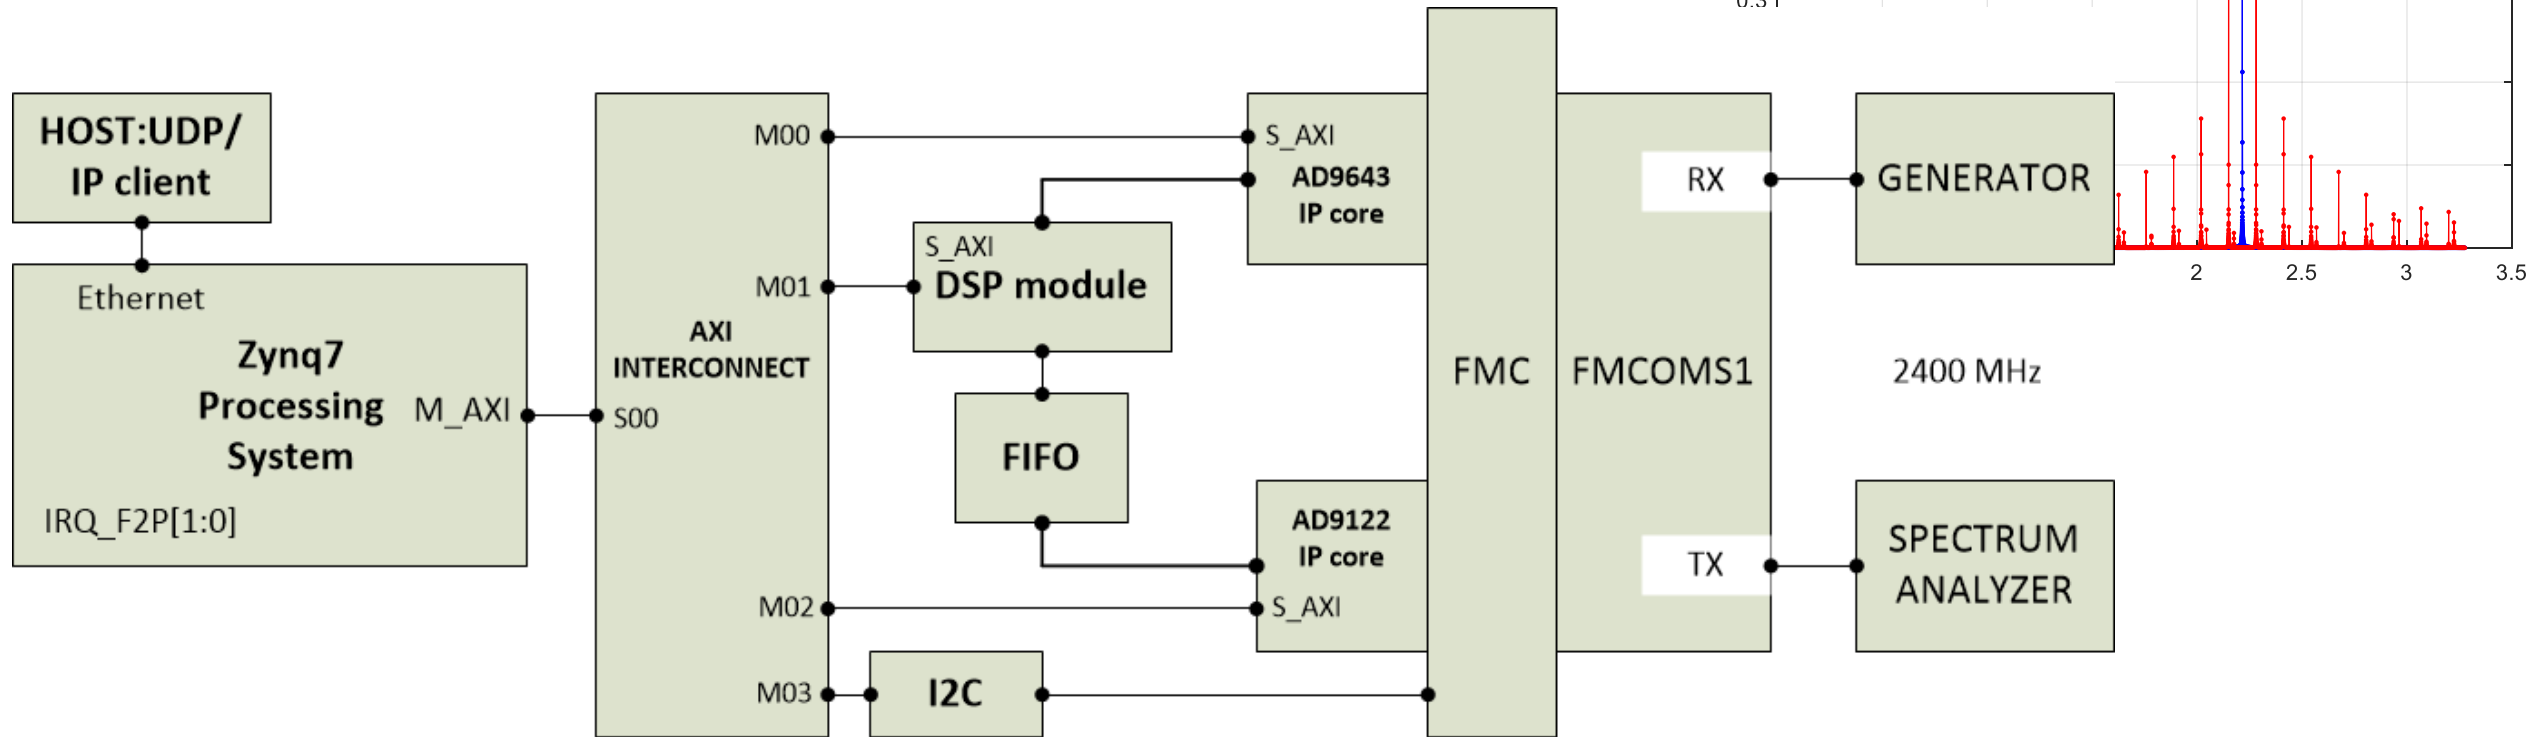 HOST:UDP/
IP client
Ethernet
Zynq7
Processing
System
M_AXI
IRQ_F2P[1:0]
AXI
INTERCONNECT
S00
M00
M01
M02
M03
S_AXI
DSP module
FIFO
I2C
S_AXI
AD9643
IP core
AD9122
IP core
S_AXI
FMC
FMCOMS1
RX
TX
GENERATOR
2400 MHz
SPECTRUM
ANALYZER
0.3
2
2.5
3
3.5